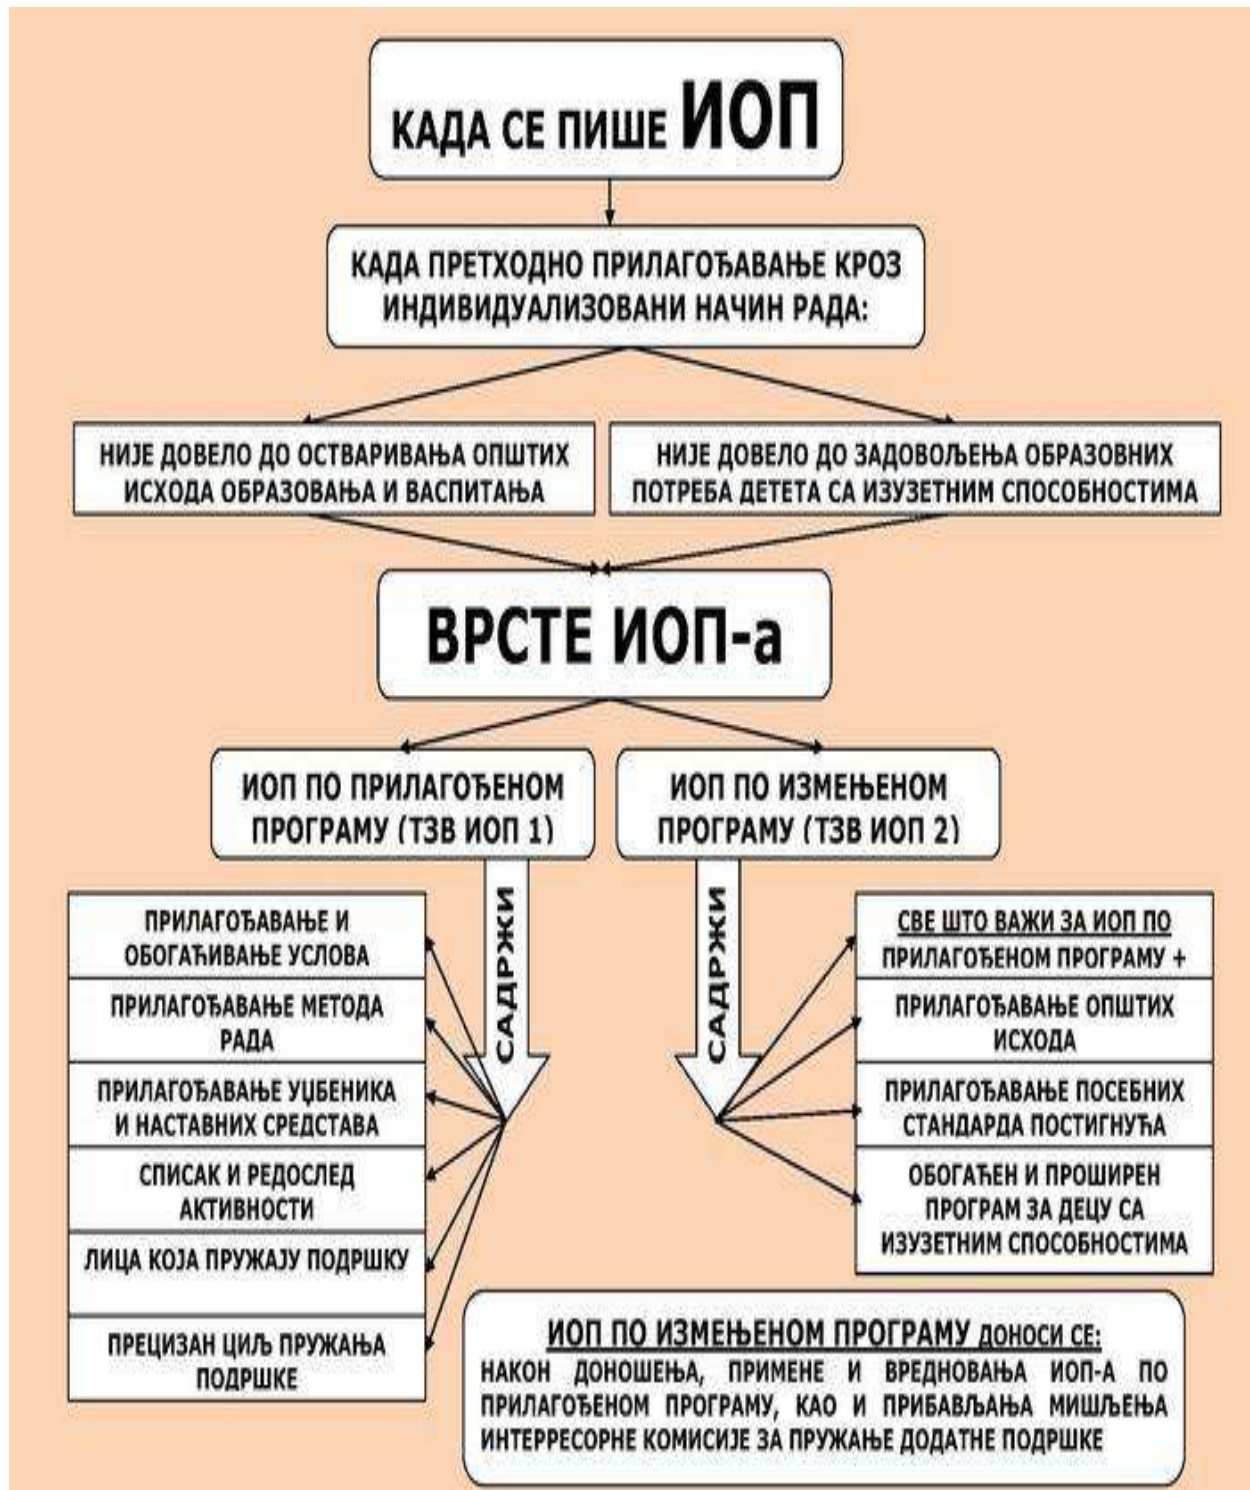 КАДА СЕ ПИШЕ ИОП
КАДА ПРЕТХОДНО ПРИЛАГОЂАВАЊЕ КРОЗ
ИНДИВИДУАЛИЗОВАНИ НАЧИН РАДА:
НИЈЕ ДОВЕЛО ДО ОСТВАРИВАЊА ОПШТИХ
ИСХОДА ОБРАЗОВАЊА И ВАСПИТАЊА
НИЈЕ ДОВЕЛО ДО ЗАДОВОЉЕЊА ОБРАЗОВНИХ
ПОТРЕБА ДЕТЕТА СА ИЗУЗЕТНИМ СПОСОБНОСТИМА
ВРСТЕ ИОП-а
ИОП ПО ПРИЛАГОЂЕНОМ
ПРОГРАМУ (ТЗВ ИОП 1)
ИОП ПО ИЗМЕЊЕНОМ
ПРОГРАМУ (ТЗВ ИОП 2)
САДРЖИ
ПРИЛАГОЂАВАЊЕ И
ОБОГАЋИВАЊЕ УСЛОВА
ПРИЛАГОЂАВАЊЕ МЕТОДА
РАДА
ПРИЛАГОЂАВАЊЕ УЏБЕНИКА
И НАСТАВНИХ СРЕДСТАВА
СПИСАК И РЕДОСЛЕД
АКТИВНОСТИ
ЛИЦА КОЈА ПРУЖАЈУ ПОДРШКУ
ПРЕЦИЗАН ЦИЉ ПРУЖАЊА
ПОДРШКЕ
САДРЖИ
СВЕ ШТО ВАЖИ ЗА ИОП ПО
ПРИЛАГОЂЕНОМ ПРОГРАМУ +
ПРИЛАГОЂАВАЊЕ ОПШТИХ
ИСХОДА
ПРИЛАГОЂАВАЊЕ ПОСЕБНИХ
СТАНДАРДА ПОСТИГНУЋА
ОБОГАЋЕН И ПРОШИРЕН
ПРОГРАМ ЗА ДЕЦУ СА
ИЗУЗЕТНИМ СПОСОБНОСТИМА
ИОП ПО ИЗМЕЊЕНОМ ПРОГРАМУ ДОНОСИ СЕ:
НАКОН ДОНОШЕЊА, ПРИМЕНЕ И ВРЕДНОВАЊА ИОП-А ПО
ПРИЛАГОЂЕНОМ ПРОГРАМУ, КАО И ПРИБАВЉАЊА МИШЉЕЊА
ИНТЕРРЕСОРНЕ КОМИСИЈЕ ЗА ПРУЖАЊЕ ДОДАТНЕ ПОДРШКЕ